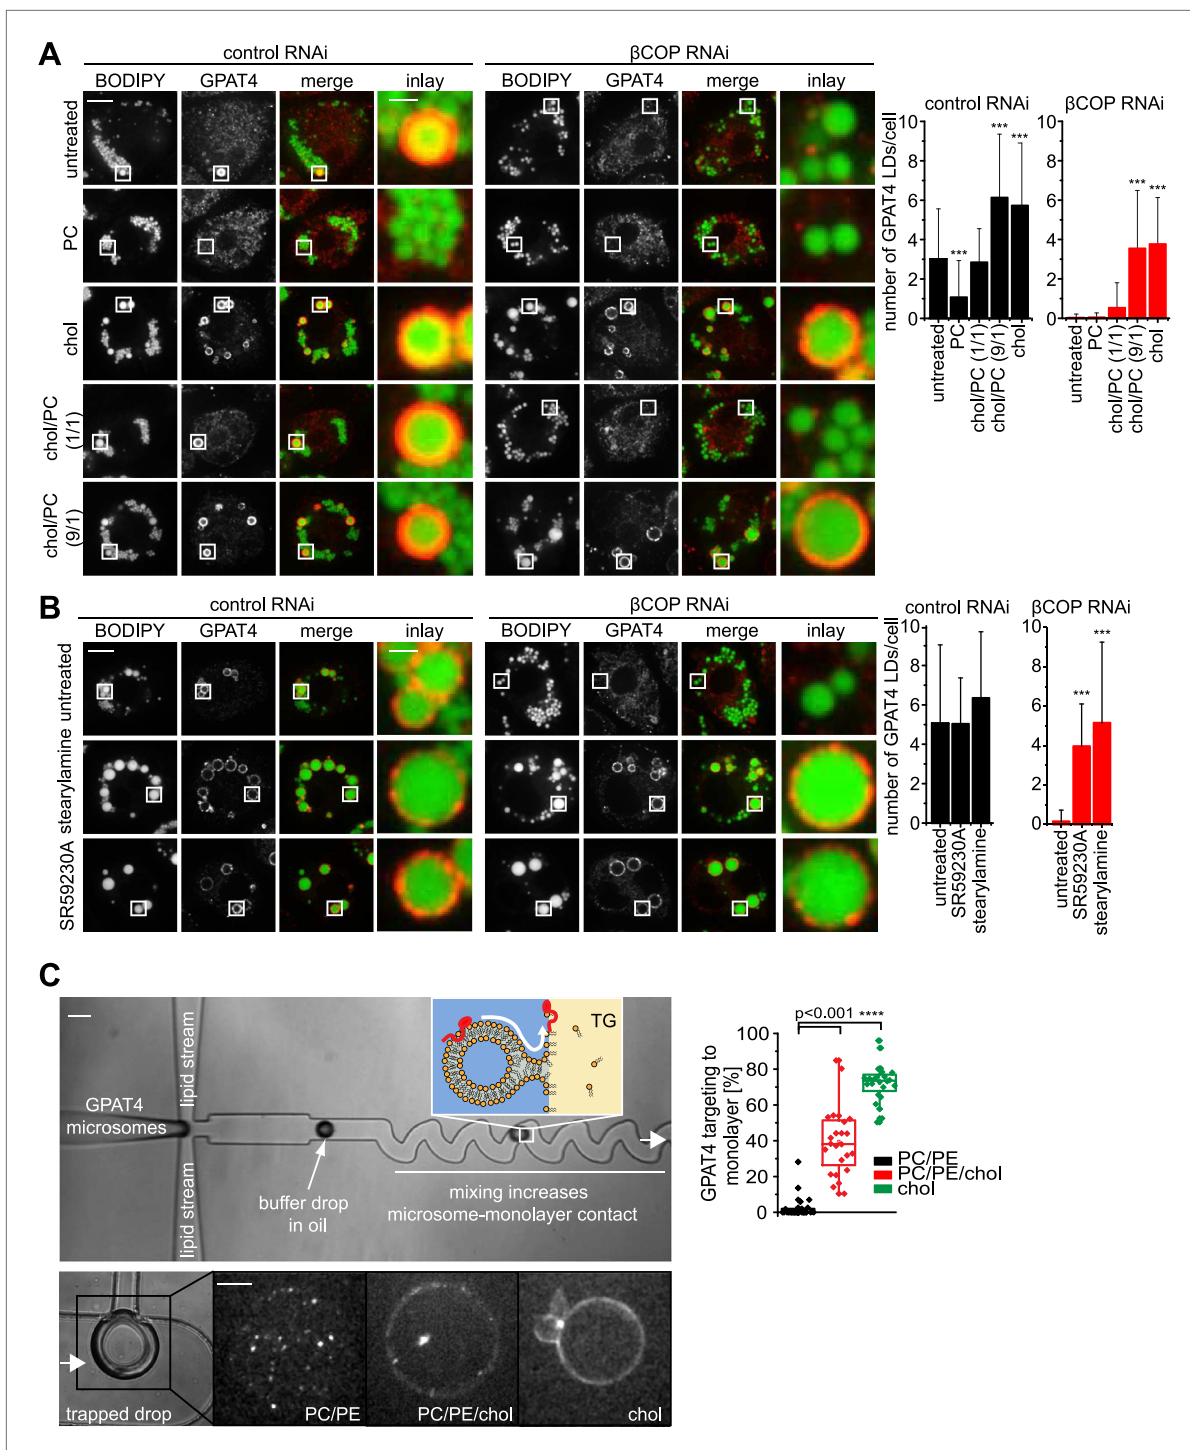 A
control RNAi
βCOP RNAi
BODIPY GPAT4 merge inlay
BODIPY GPAT4 merge inlay
untreated
PC
chol
chol/PC
(1/1)
chol/PC
(9/1)
control RNAi
βCOP RNAi
number of GPAT4 LDs/cell
10
8
6
4
2
0
***
***
***
untreated
PC
chol/PC (1/1)
chol/PC (9/1)
chol
10
8
6
4
2
0
***
***
untreated
PC
chol/PC (1/1)
chol/PC (9/1)
chol
B
control RNAi
βCOP RNAi
BODIPY GPAT4 merge inlay
BODIPY GPAT4 merge inlay
untreated
stearylamine
SR59230A
control RNAi
βCOP RNAi
number of GPAT4 LDs/cell
10
8
6
4
2
0
untreated
SR59230A
stearylamine
10
8
6
4
2
0
***
***
untreated
SR59230A
stearylamine
C
lipid stream
GPAT4
microsomes
lipid stream
buffer drop
in oil
TG
mixing increases
microsome-monolayer contact
trapped drop
PC/PE
PC/PE/chol
chol
GPAT4 targeting to
monolayer [%]
100
80
60
40
20
0
p<0.001 ****
PC/PE
PC/PE/chol
chol